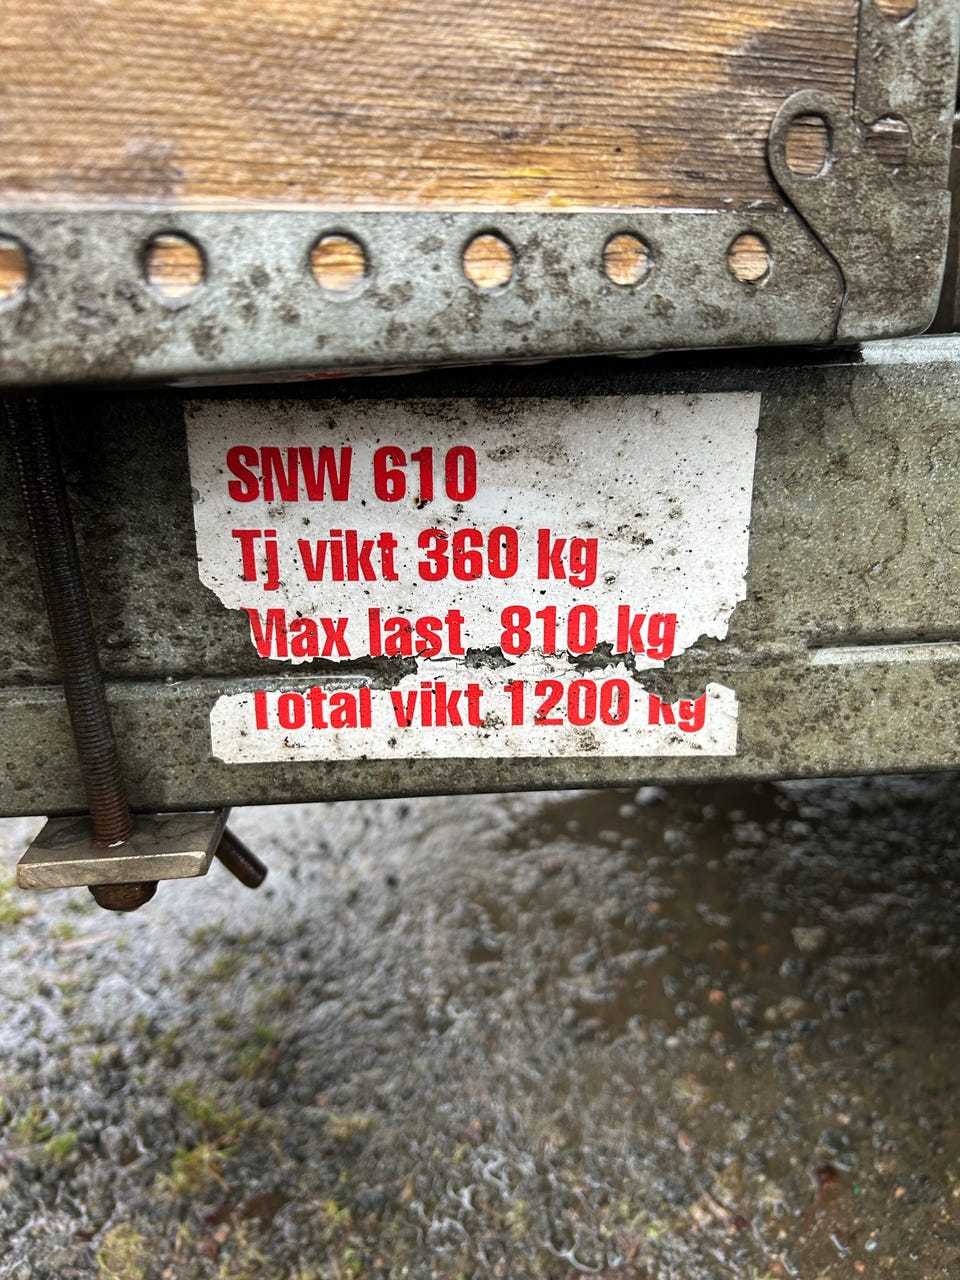 SNW 610
Tj vikt 360 kg
Max last 810 kg
Total vikt 1200 kg